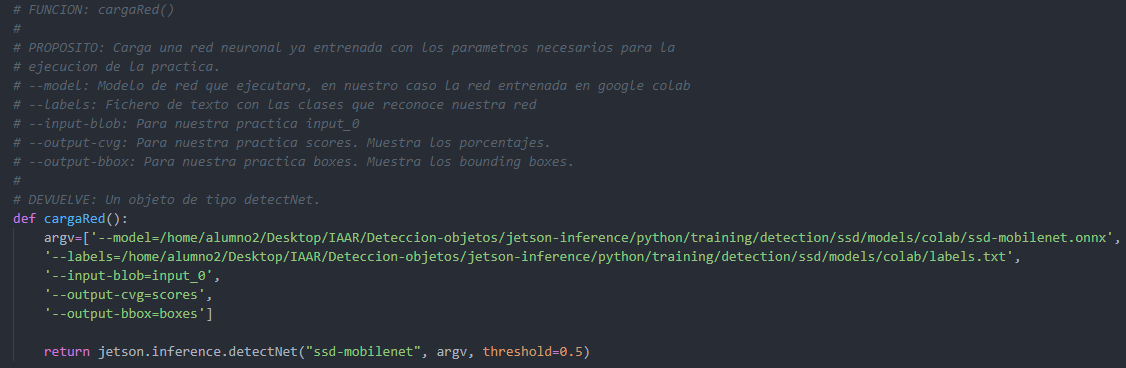 # FUNCION: cargaRed()
#
# PROPOSITO: Carga una red neuronal ya entrenada con los parametros necesarios para la
# ejecucion de la practica.
# --model: Modelo de red que ejecutara, en nuestro caso la red entrenada en google colab
# --labels: Fichero de texto con las clases que reconoce nuestra red
# --input-blob: Para nuestra practica input_0
# --output-cvg: Para nuestra practica scores. Muestra los porcentajes.
# --output-bbox: Para nuestra practica boxes. Muestra los bounding boxes.
#
# DEVUELVE: Un objeto de tipo detectNet.
def cargaRed():
    argv=['--model=/home/alumno2/Desktop/IAAR/Deteccion-objetos/jetson-inference/python/training/detection/ssd/models/colab/ssd-mobilenet.onnx',
    '--labels=/home/alumno2/Desktop/IAAR/Deteccion-objetos/jetson-inference/python/training/detection/ssd/models/colab/labels.txt',
    '--input-blob=input_0',
    '--output-cvg=scores',
    '--output-bbox=boxes']
    return jetson.inference.detectNet("ssd-mobilenet", argv, threshold=0.5)